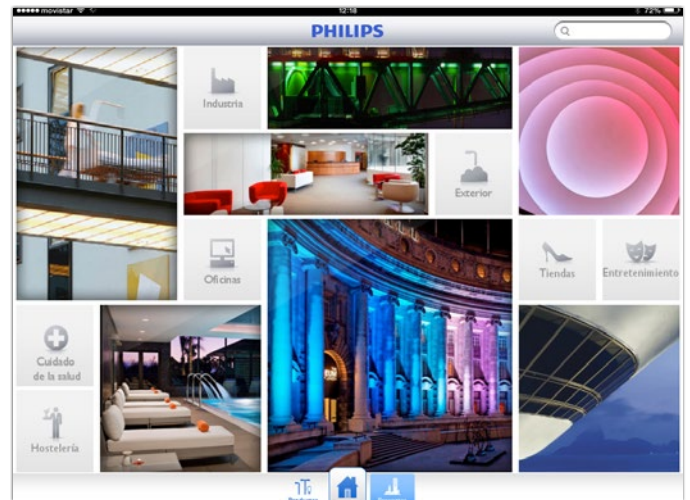 movistar
12:18
72%
PHILIPS
Industria
Exterior
Oficinas
Tiendas
Entretenimiento
Cuidado
de la salud
Hostelería